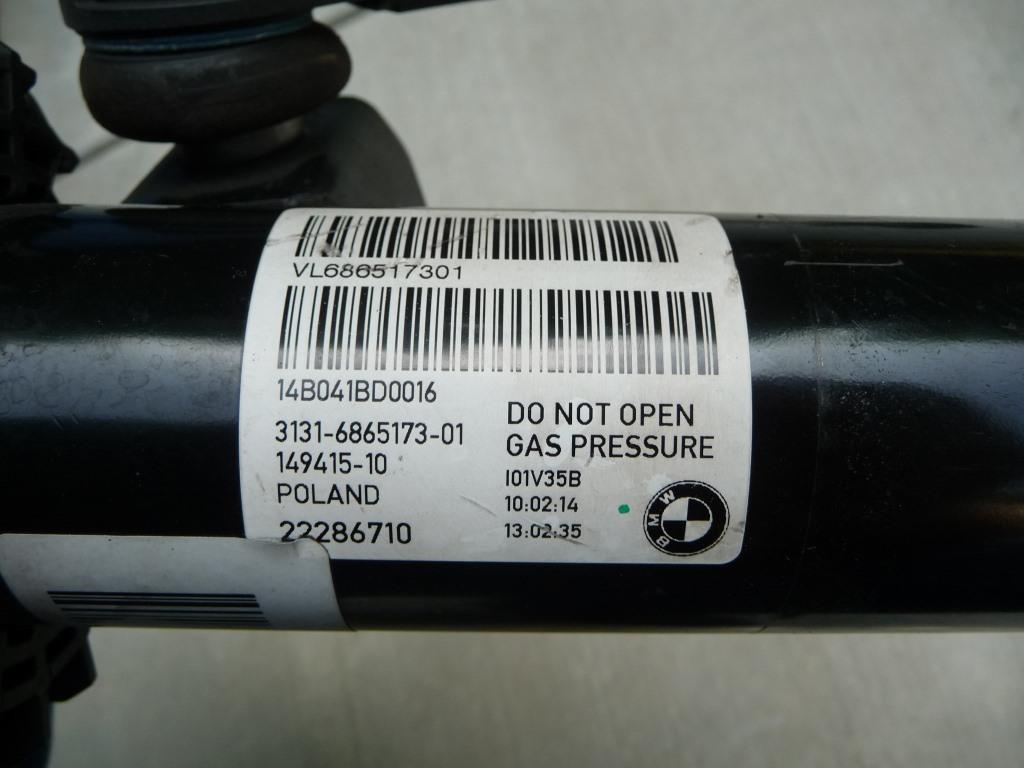 VL686517301
14B041BD0016
3131-6865173-01
149415-10
POLAND
22286710
DO NOT OPEN
GAS PRESSURE
I01V35B
10:02:14
13:02:35
BMW